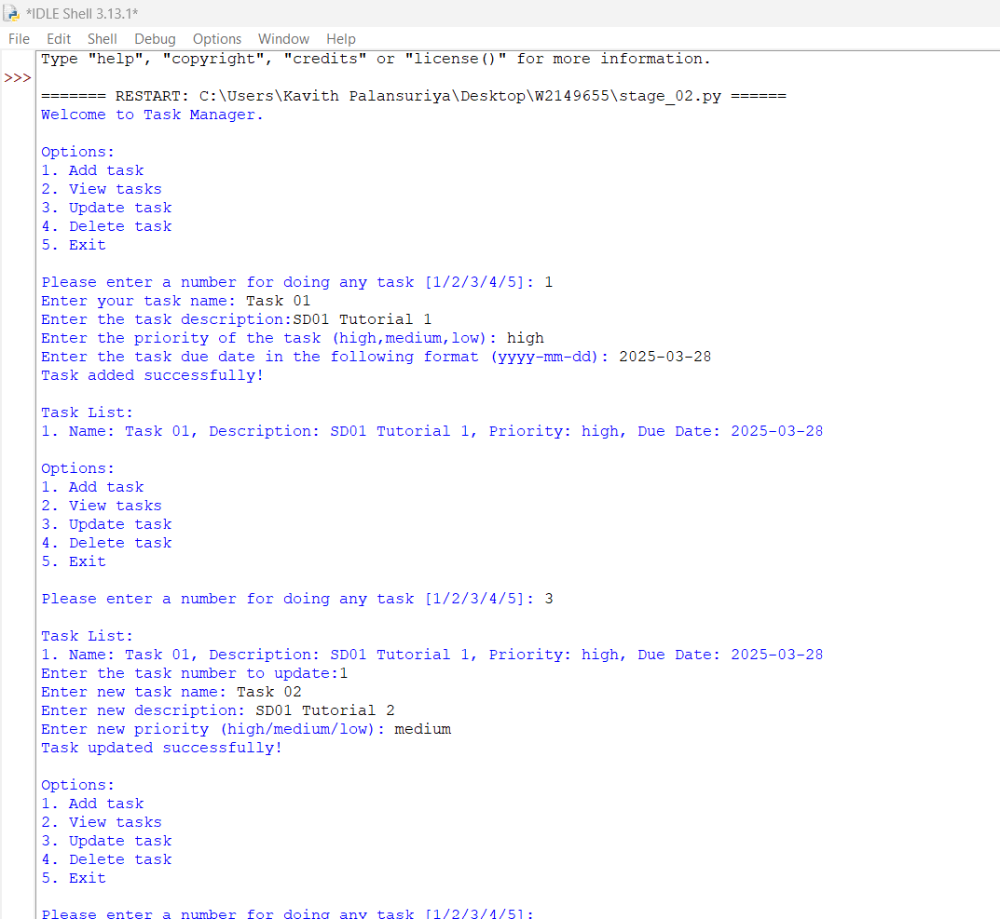 *IDLE Shell 3.13.1*
File Edit Shell Debug Options Window Help
Type "help", "copyright", "credits" or "license()" for more information.
>>>
======= RESTART: C:\Users\Kavith Palansuriya\Desktop\W2149655\stage_02.py ======
Welcome to Task Manager.
Options:
1. Add task
2. View tasks
3. Update task
4. Delete task
5. Exit
Please enter a number for doing any task [1/2/3/4/5]: 1
Enter your task name: Task 01
Enter the task description:SD01 Tutorial 1
Enter the priority of the task (high,medium,low): high
Enter the task due date in the following format (yyyy-mm-dd): 2025-03-28
Task added successfully!
Task List:
1. Name: Task 01, Description: SD01 Tutorial 1, Priority: high, Due Date: 2025-03-28
Options:
1. Add task
2. View tasks
3. Update task
4. Delete task
5. Exit
Please enter a number for doing any task [1/2/3/4/5]: 3
Task List:
1. Name: Task 01, Description: SD01 Tutorial 1, Priority: high, Due Date: 2025-03-28
Enter the task number to update:1
Enter new task name: Task 02
Enter new description: SD01 Tutorial 2
Enter new priority (high/medium/low): medium
Task updated successfully!
Options:
1. Add task
2. View tasks
3. Update task
4. Delete task
5. Exit
Please enter a number for doing any task [1/2/3/4/5]: